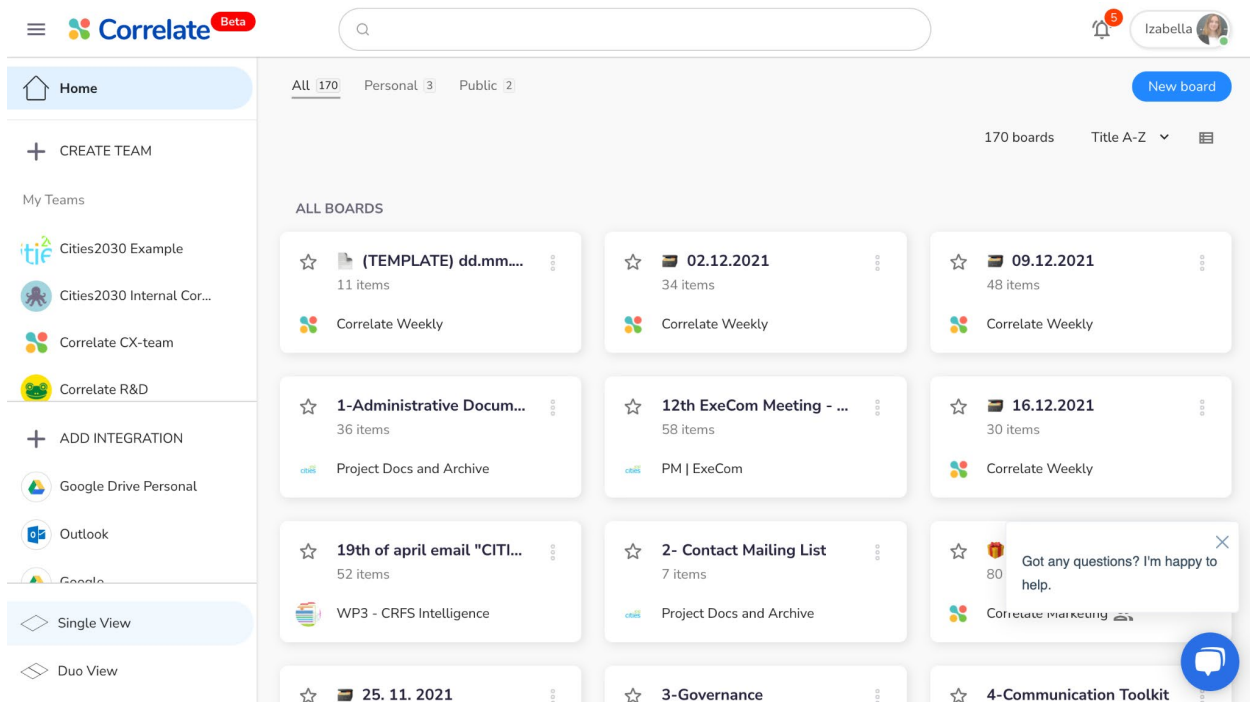 Correlate Beta
5
Izabella
Home
CREATE TEAM
My Teams
Cities2030 Example
Cities2030 Internal Cor...
Correlate CX-team
Correlate R&D
ADD INTEGRATION
Google Drive Personal
Outlook
Google
Single View
Duo View
All 170 Personal 3 Public 2
New board
170 boards Title A-Z
ALL BOARDS
(TEMPLATE) dd.mm....
11 items
Correlate Weekly
02.12.2021
34 items
Correlate Weekly
09.12.2021
48 items
Correlate Weekly
1-Administrative Docum...
36 items
cities
Project Docs and Archive
12th ExeCom Meeting - ...
58 items
cities
PM | ExeCom
16.12.2021
30 items
Correlate Weekly
19th of april email "CITI...
52 items
WP3 - CRFS Intelligence
2- Contact Mailing List
7 items
cities
Project Docs and Archive
80
Correlate Marketing
Got any questions? I'm happy to
help.
25. 11. 2021
3-Governance
4-Communication Toolkit